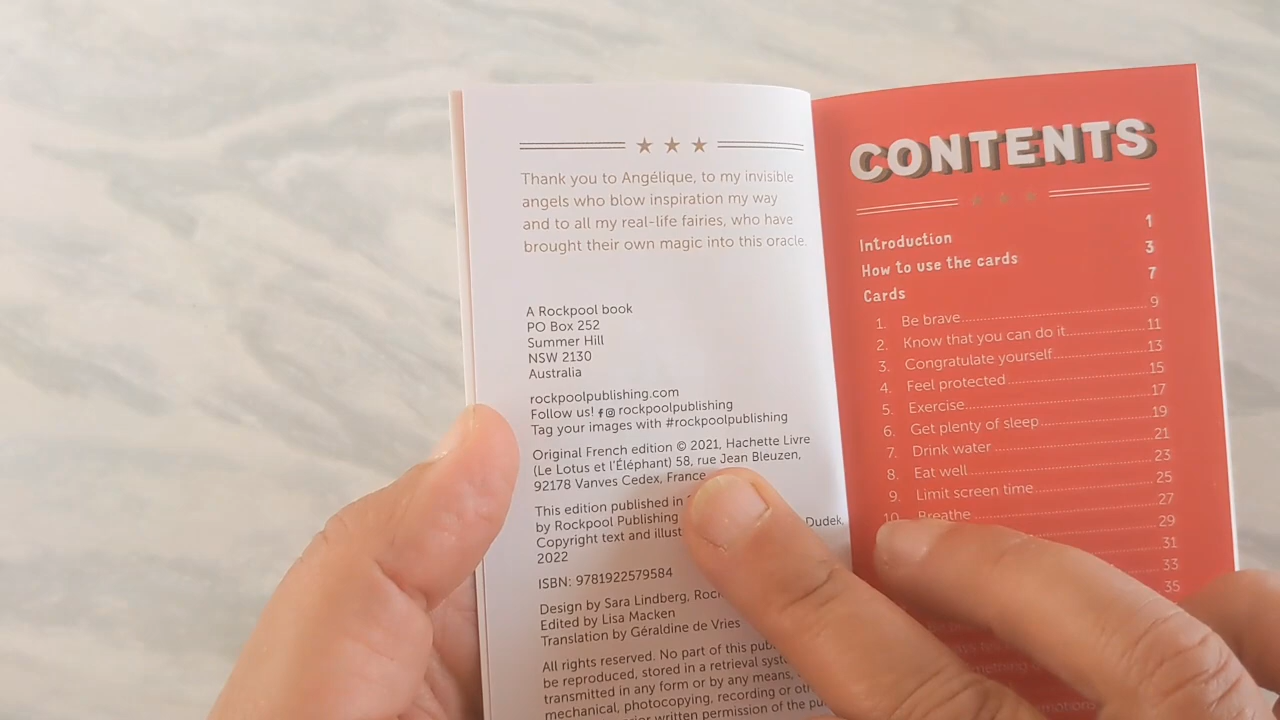 Thank you to Angélique, to my invisible
angels who blow inspiration my way
and to all my real-life fairies, who have
brought their own magic into this oracle.
A Rockpool book
PO Box 252
Summer Hill
NSW 2130
Australia
rockpoolpublishing.com
Follow us! rockpoolpublishing
Tag your images with #rockpoolpublishing
Original French edition © 2021, Hachette Livre
(Le Lotus et l'Éléphant) 58, rue Jean Bleuzen,
92178 Vanves Cedex, France
This edition published in
by Rockpool Publishing
Copyright text and Dudek,
2022
ISBN: 9781922579584
Design by Sara Lindberg,
Edited by Lisa Macken
Translation by Géraldine de Vries
All rights reserved. No part of this
be reproduced, stored in a retrieval
transmitted in any form or by any means,
mechanical, photocopying, recording or
written permission of the
CONTENTS
Introduction 1
How to use the cards 3
Cards 7
1. Be brave 9
2. Know that you can do it 11
3. Congratulate yourself 13
4. Feel protected 15
5. Exercise 17
6. Get plenty of sleep 19
7. Drink water 21
8. Eat well 23
9. Limit screen time 25
10. Breathe 27
29
31
33
35